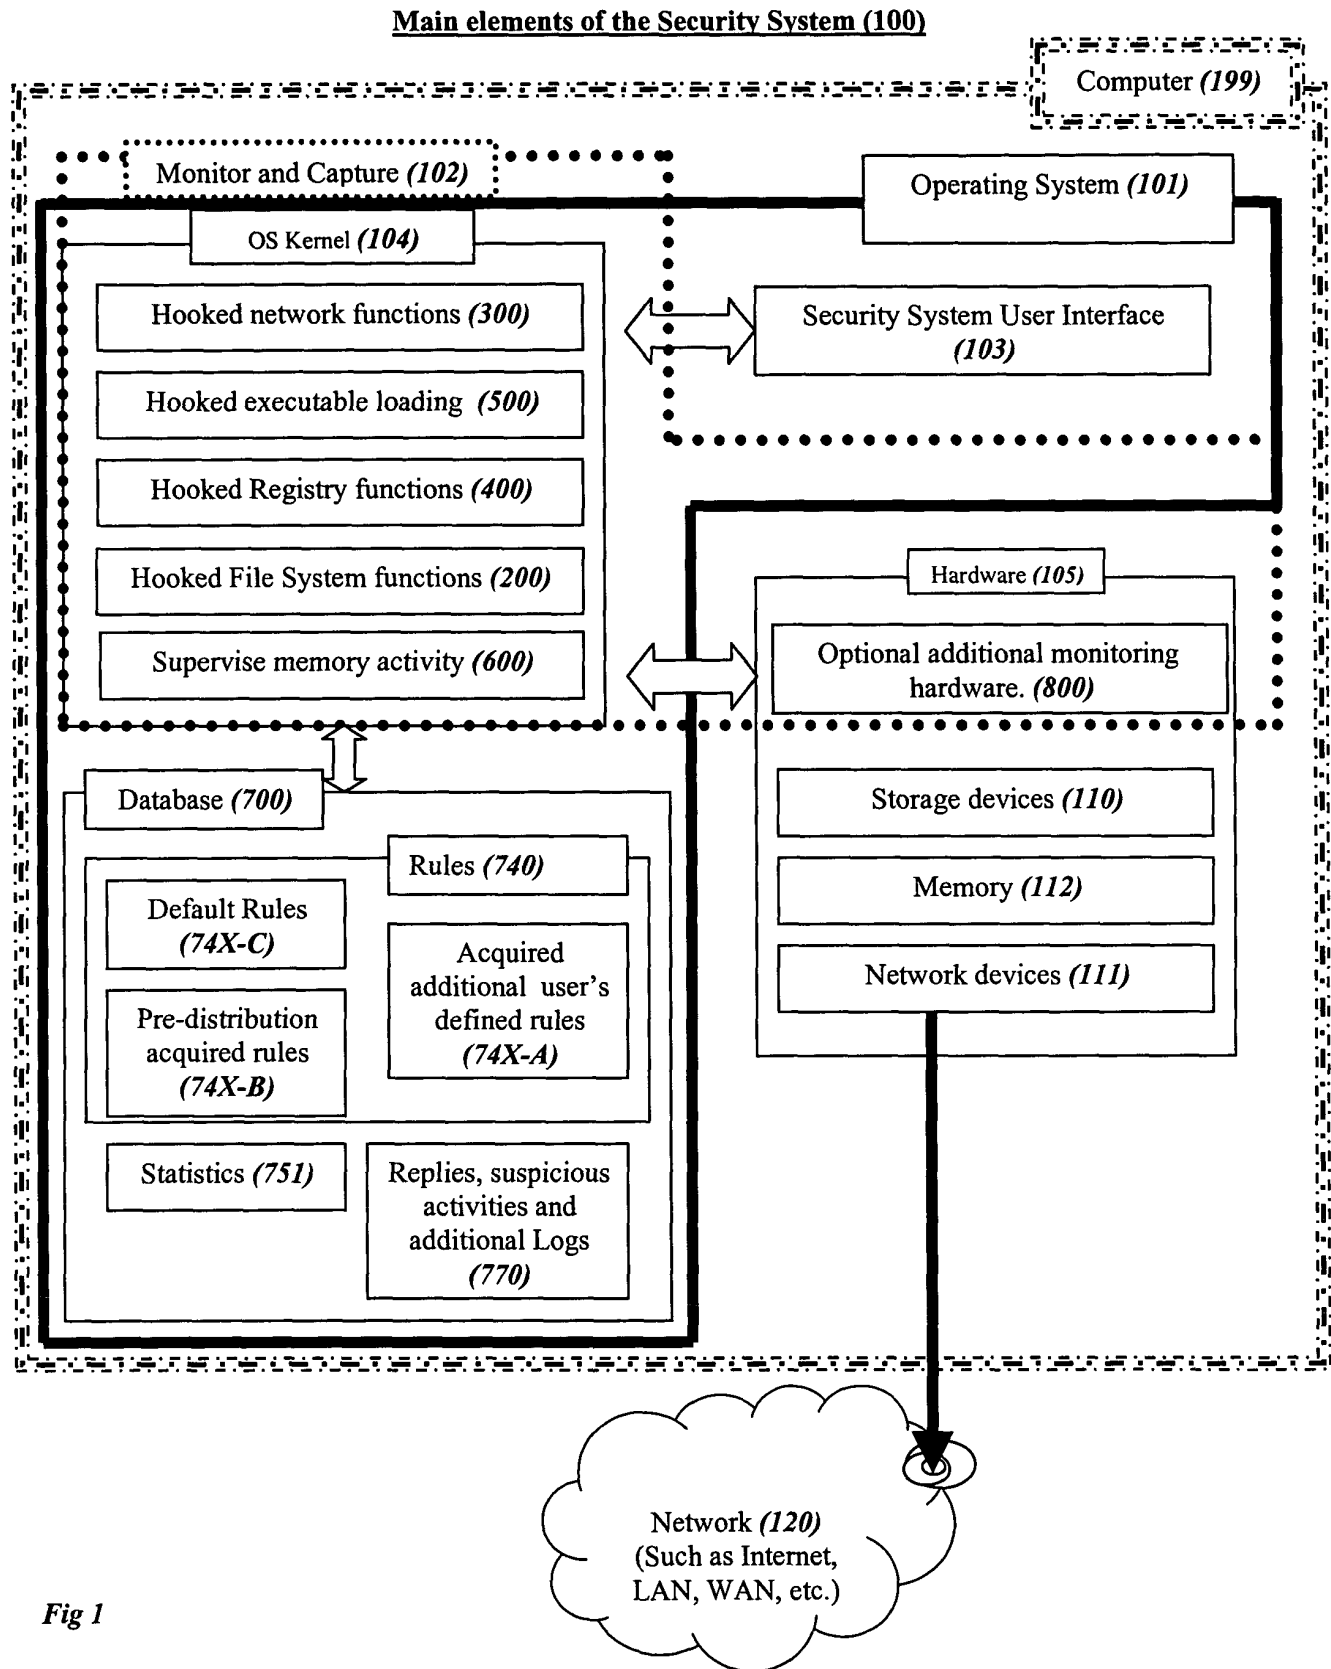 Main elements of the Security System (100)
Computer (199)
Monitor and Capture (102)
Operating System (101)
OS Kernel (104)
Hooked network functions (300)
Security System User Interface
(103)
Hooked executable loading (500)
Hooked Registry functions (400)
Hooked File System functions (200)
Hardware (105)
Supervise memory activity (600)
Optional additional monitoring
hardware. (800)
Database (700)
Storage devices (110)
Rules (740)
Memory (112)
Default Rules
(74X-C)
Acquired
additional user's
defined rules
(74X-A)
Network devices (111)
Pre-distribution
acquired rules
(74X-B)
Statistics (751)
Replies, suspicious
activities and
additional Logs
(770)
Network (120)
(Such as Internet,
LAN, WAN, etc.)
Fig 1